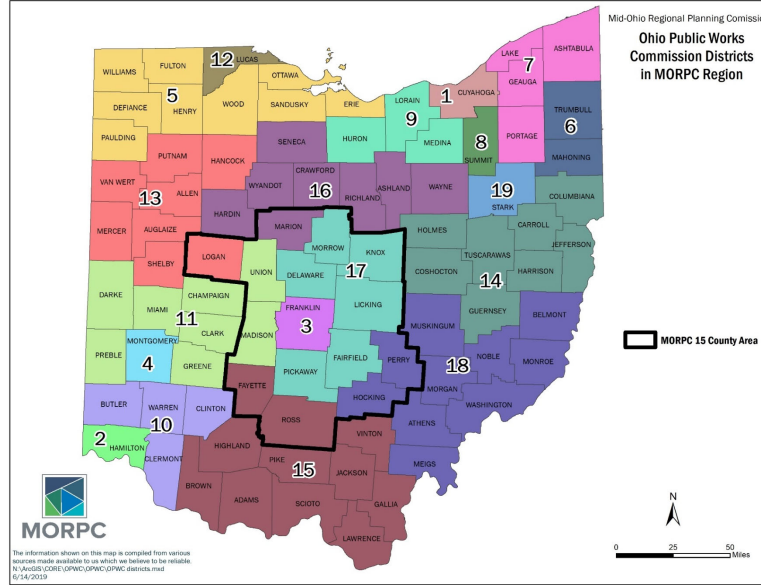 Mid-Ohio Regional Planning Comission
Ohio Public Works
Commission Districts
in MORPC Region
12
LUCAS
WILLIAMS
FULTON
OTTAWA
LAKE
ASHTABULA
7
GEAUGA
5
DEFIANCE
HENRY
WOOD
SANDUSKY
ERIE
LORAIN
1
CUYAHOGA
TRUMBULL
6
PAULDING
SENECA
HURON
9
MEDINA
8
SUMMIT
PORTAGE
MAHONING
PUTNAM
HANCOCK
VAN WERT
ALLEN
13
WYANDOT
CRAWFORD
16
RICHLAND
ASHLAND
WAYNE
19
STARK
COLUMBIANA
MERCER
AUGLAIZE
HARDIN
MARION
MORROW
HOLMES
CARROLL
SHELBY
LOGAN
UNION
DELAWARE
17
KNOX
COSHOCTON
TUSCARAWAS
14
HARRISON
JEFFERSON
DARKE
MIAMI
CHAMPAIGN
11
CLARK
MADISON
FRANKLIN
3
LICKING
MUSKINGUM
GUERNSEY
BELMONT
PREBLE
MONTGOMERY
4
GREENE
PICKAWAY
FAIRFIELD
PERRY
18
NOBLE
MONROE
MORGAN
FAYETTE
HOCKING
WASHINGTON
BUTLER
WARREN
CLINTON
10
ROSS
ATHENS
2
HAMILTON
CLERMONT
HIGHLAND
VINTON
MEIGS
PIKE
15
JACKSON
BROWN
ADAMS
SCIOTO
GALLIA
LAWRENCE
MORPC 15 County Area
MORPC
The information shown on this map is compiled from various
sources made available to us which we believe to be reliable.
N:\ArcGIS\CORE\OPWC\OPWC\OPWC districts.mxd
6/14/2019
N
0 25 50
Miles